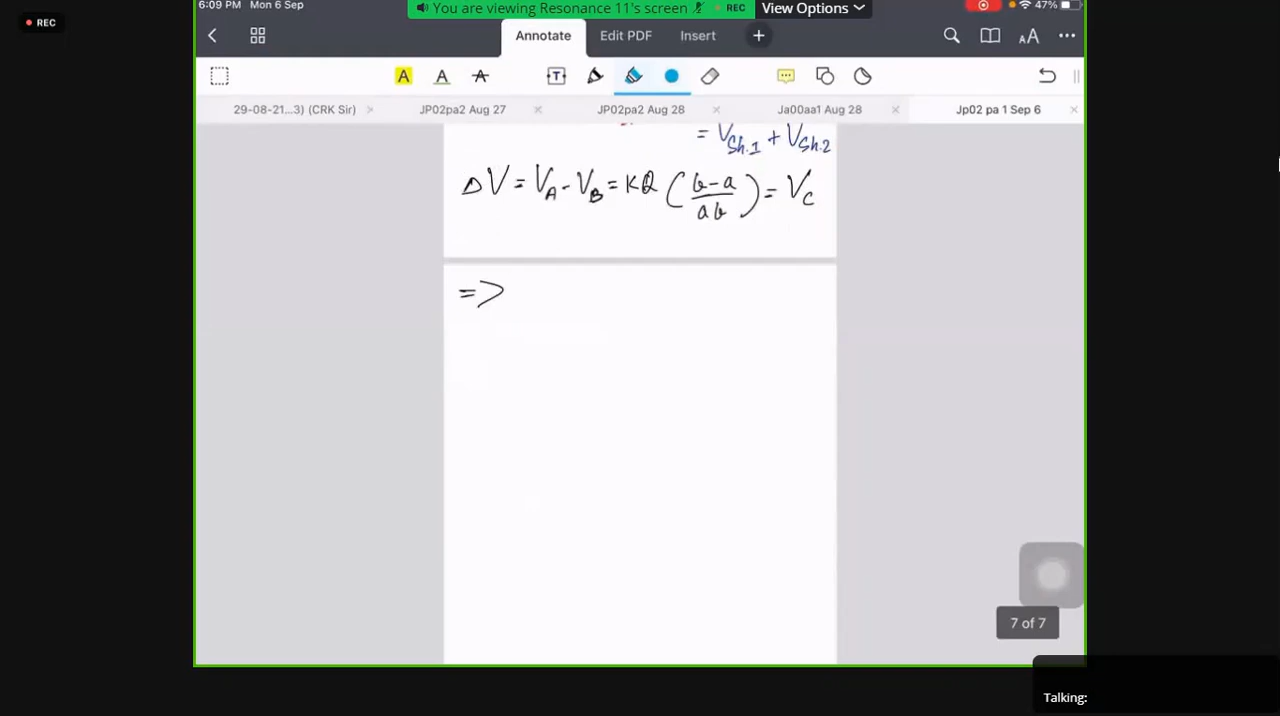 6:09 PM Mon 6 Sep
You are viewing Resonance 11's screen
REC
View Options
47%
REC
Annotate
Edit PDF
Insert
+
AA
A
A
A
T
29-08-21...3) (CRK Sir)
JP02pa2 Aug 27
JP02pa2 Aug 28
Ja00aa1 Aug 28
Jp02 pa 1 Sep 6
= V_Sh.1 + V_Sh.2
ΔV = V_A - V_B = KQ ( b-a / ab ) = V_C
=>
7 of 7
Talking: